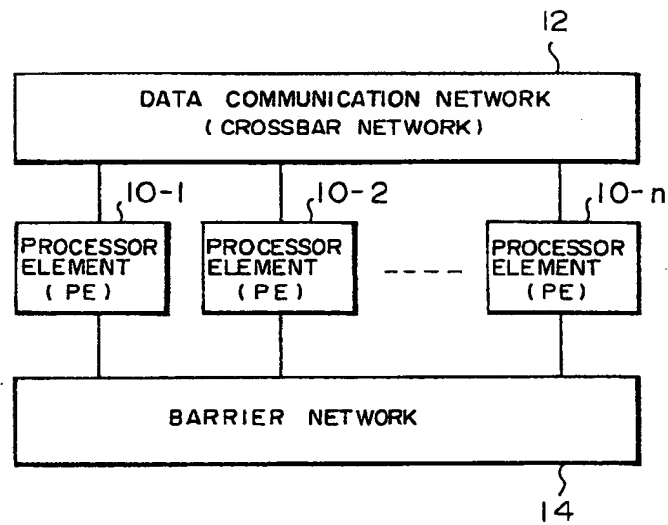 12
DATA COMMUNICATION NETWORK
(CROSSBAR NETWORK)
10-1
10-2
10-n
PROCESSOR
ELEMENT
(PE)
PROCESSOR
ELEMENT
(PE)
PROCESSOR
ELEMENT
(PE)
BARRIER NETWORK
14